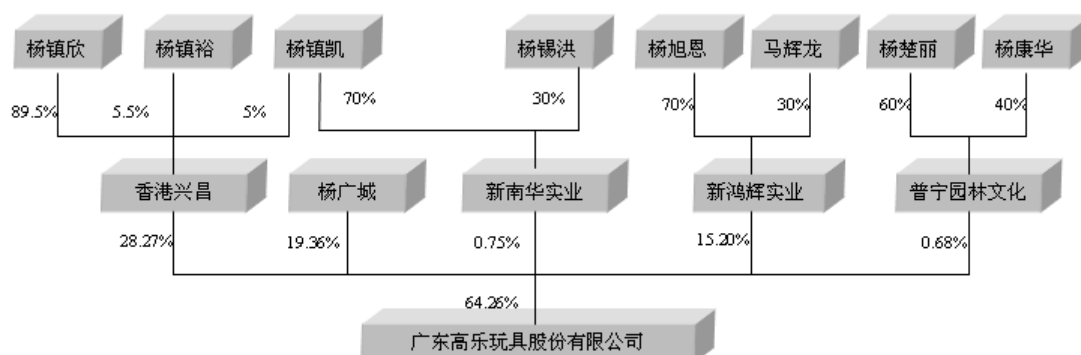 杨镇欣 杨镇裕 杨镇凯 杨锡洪 杨旭恩 马辉龙 杨楚丽 杨康华
89.5% 5.5% 5% 70% 30% 70% 30% 60% 40%
香港兴昌 杨广城 新南华实业 新鸿辉实业 普宁园林文化
28.27% 19.36% 0.75% 15.20% 0.68%
64.26%
广东高乐玩具股份有限公司